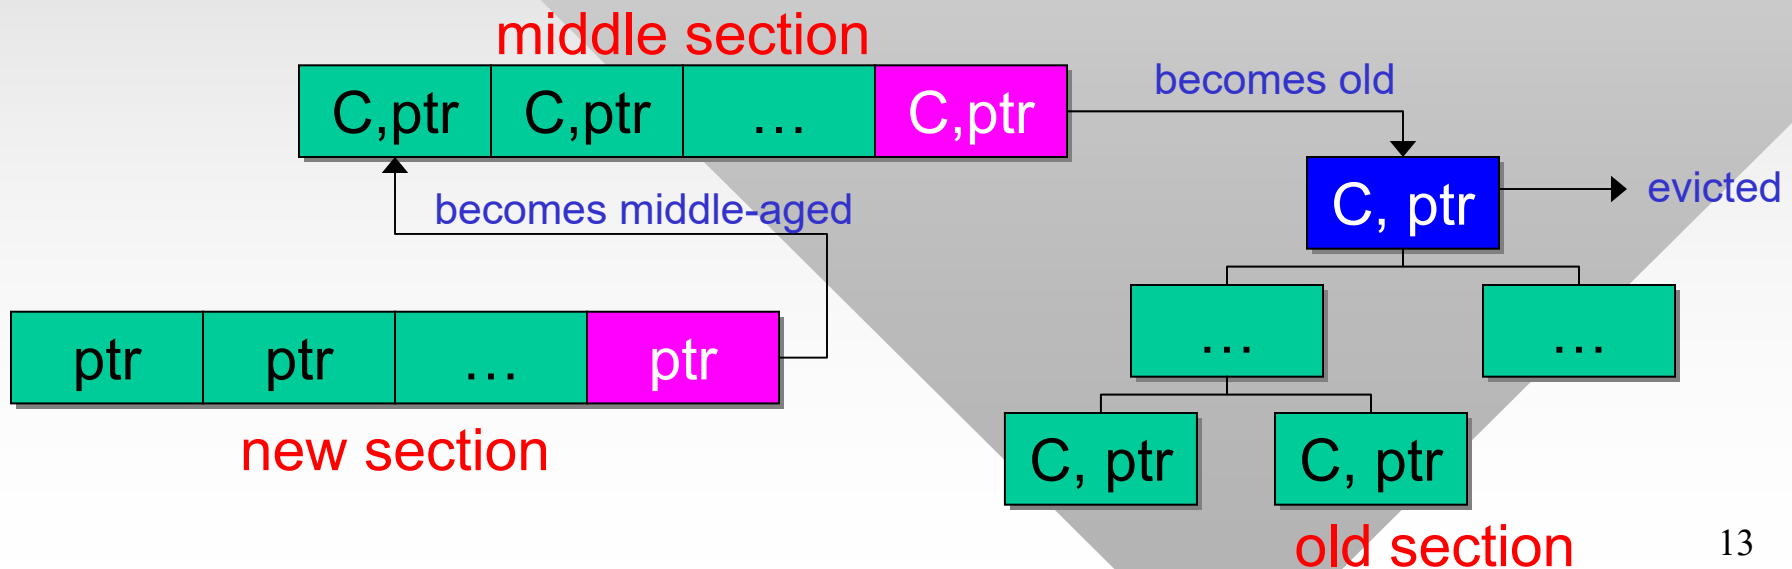 middle section
C,ptr C,ptr … C,ptr
becomes old
C, ptr
evicted
becomes middle-aged
… …
ptr ptr … ptr
new section
C, ptr C, ptr
old section
13